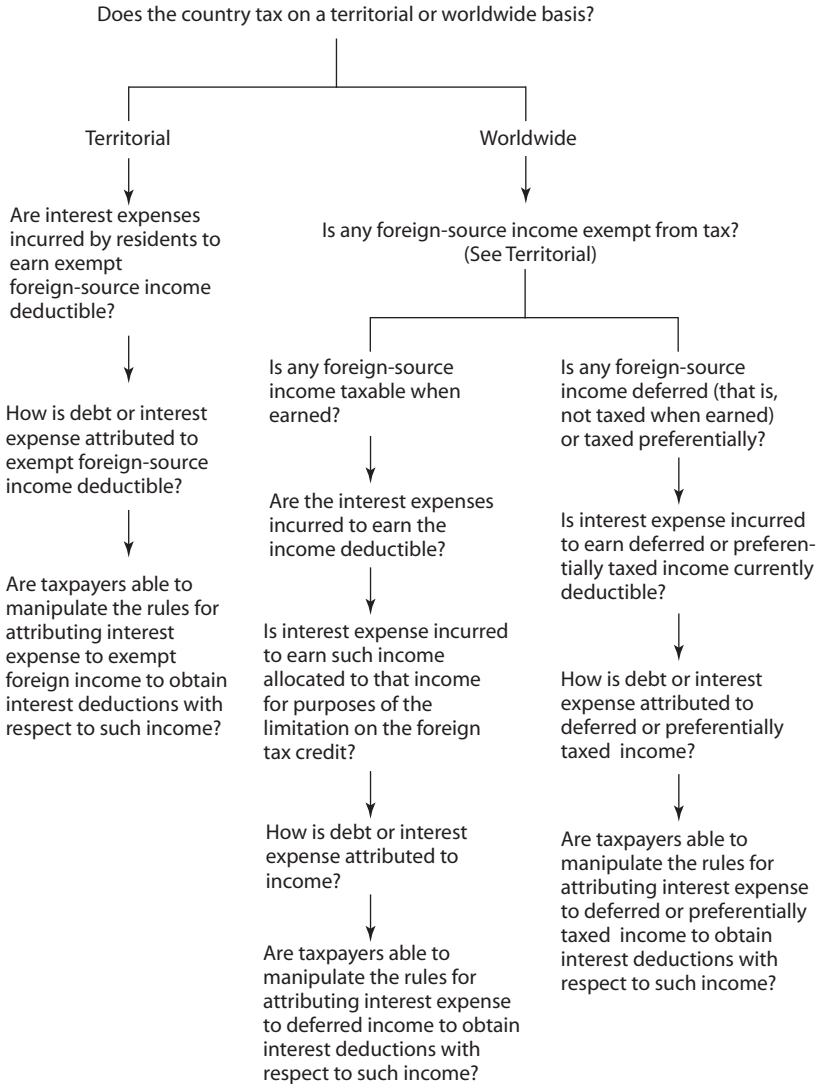 Does the country tax on a territorial or worldwide basis?
Territorial
Worldwide
Are interest expenses
incurred by residents to
earn exempt
foreign-source income
deductible?
How is debt or interest
expense attributed to
exempt foreign-source
income deductible?
Are taxpayers able to
manipulate the rules for
attributing interest
expense to exempt
foreign income to obtain
interest deductions with
respect to such income?
Is any foreign-source income exempt from tax?
(See Territorial)
Is any foreign-source
income taxable when
earned?
Are the interest expenses
incurred to earn the
income deductible?
Is interest expense incurred
to earn such income
allocated to that income
for purposes of the
limitation on the foreign
tax credit?
How is debt or interest
expense attributed to
income?
Are taxpayers able to
manipulate the rules for
attributing interest expense
to deferred income to obtain
interest deductions with
respect to such income?
Is any foreign-source
income deferred (that is,
not taxed when earned)
or taxed preferentially?
Is interest expense incurred
to earn deferred or preferen-
tially taxed income currently
deductible?
How is debt or interest
expense attributed to
deferred or preferentially
taxed income?
Are taxpayers able to
manipulate the rules for
attributing interest expense
to deferred or preferentially
taxed income to obtain
interest deductions with
respect to such income?